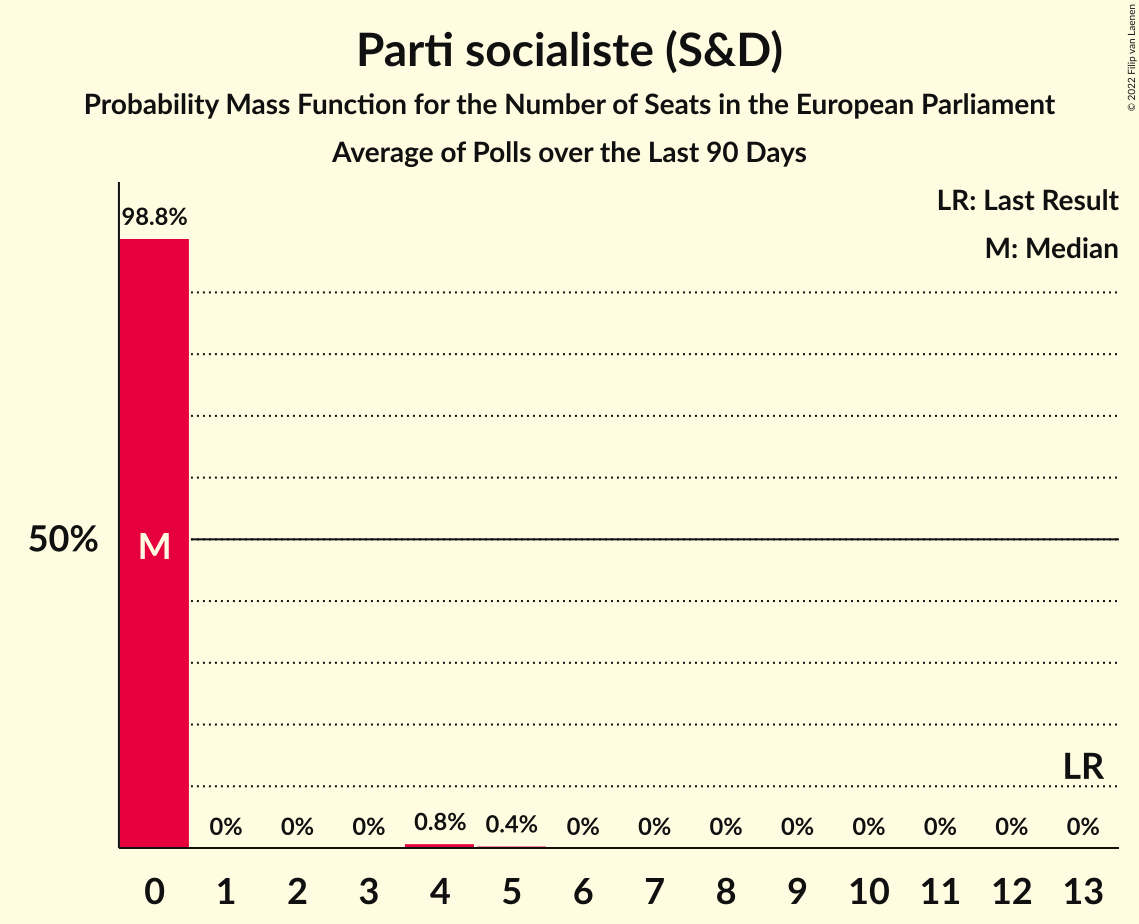 Parti socialiste (S&D)
Probability Mass Function for the Number of Seats in the European Parliament
Average of Polls over the Last 90 Days
© 2022 Filip van Laenen
LR: Last Result
M: Median
98.8%
50%
M
LR
0% 0% 0% 0.8% 0.4% 0% 0% 0% 0% 0% 0% 0% 0%
0 1 2 3 4 5 6 7 8 9 10 11 12 13